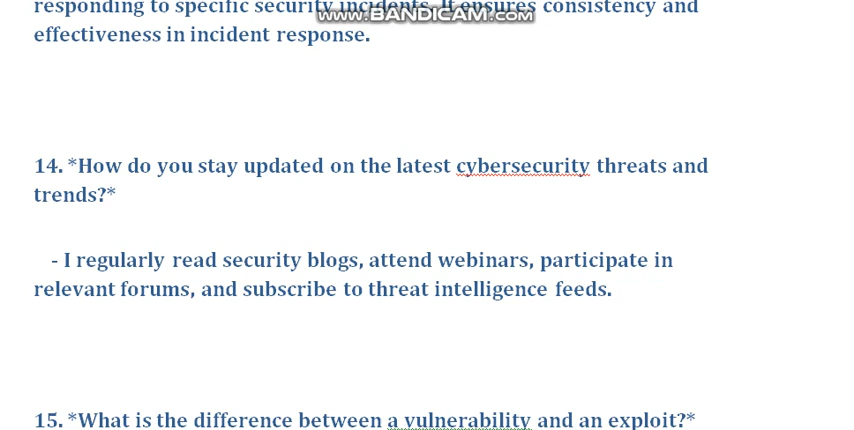 responding to specific security incidents. It ensures consistency and
www.BANDICAM.com
effectiveness in incident response.
14. *How do you stay updated on the latest cybersecurity threats and
trends?*
- I regularly read security blogs, attend webinars, participate in
relevant forums, and subscribe to threat intelligence feeds.
15. *What is the difference between a vulnerability and an exploit?*